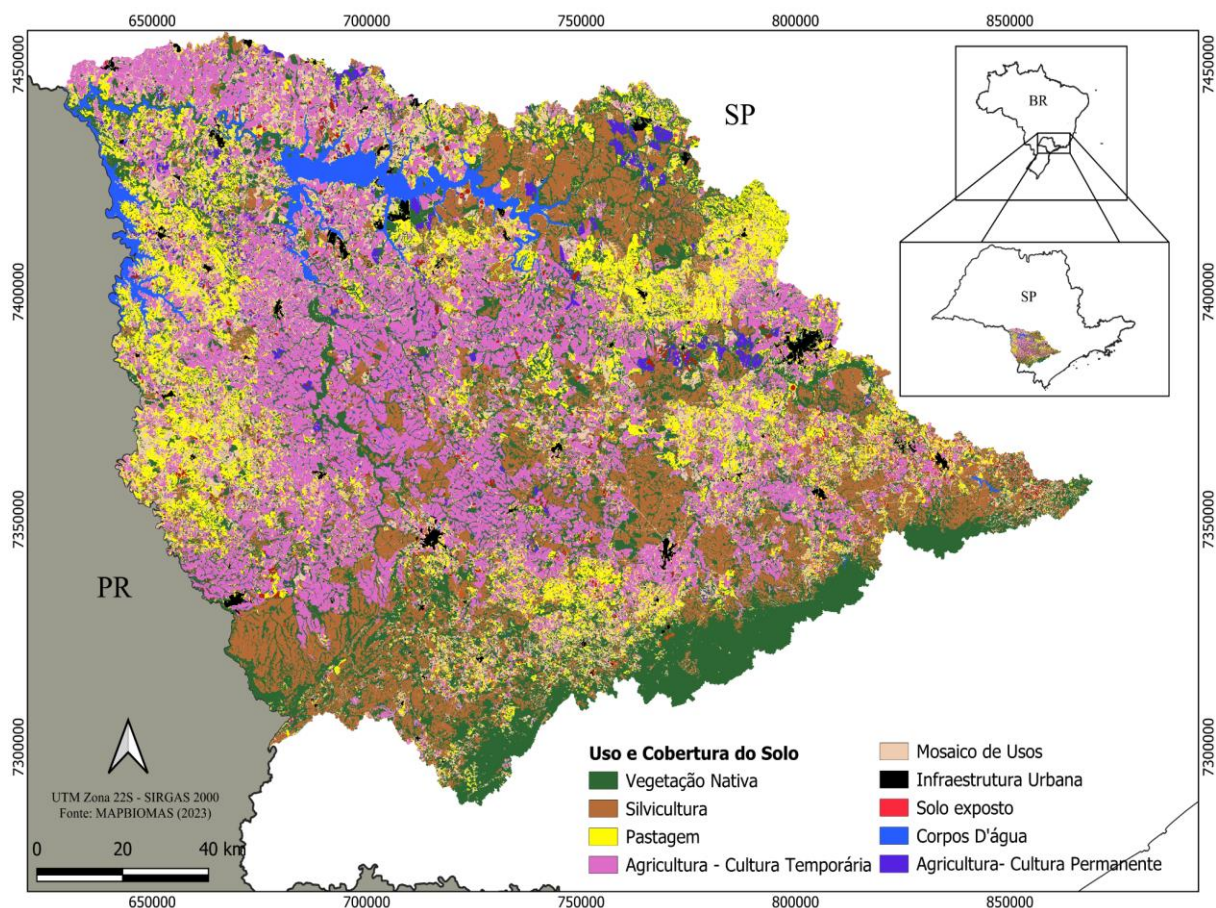 650000 700000 750000 800000 850000
7450000 7450000
BR
SP
SP
7400000 7400000
7350000 7350000
PR
7300000 7300000
UTM Zona 22S - SIRGAS 2000
Fonte: MAPBIOMAS (2023)
0 20 40 km
Uso e Cobertura do Solo
Vegetação Nativa
Silvicultura
Pastagem
Agricultura - Cultura Temporária
Mosaico de Usos
Infraestrutura Urbana
Solo exposto
Corpos D'água
Agricultura- Cultura Permanente
650000 700000 750000 800000 850000